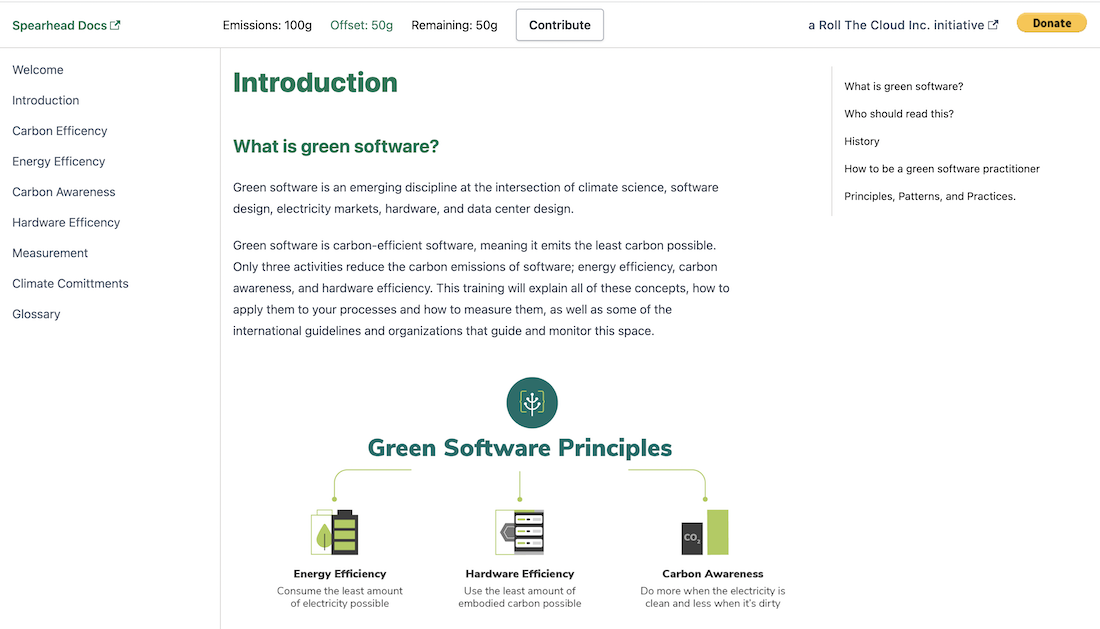 Spearhead Docs
Emissions: 100g Offset: 50g Remaining: 50g Contribute
a Roll The Cloud Inc. initiative
Donate
Welcome
Introduction
Carbon Efficency
Energy Efficency
Carbon Awareness
Hardware Efficency
Measurement
Climate Comittments
Glossary
Introduction
What is green software?
Green software is an emerging discipline at the intersection of climate science, software
design, electricity markets, hardware, and data center design.
Green software is carbon-efficient software, meaning it emits the least carbon possible.
Only three activities reduce the carbon emissions of software; energy efficiency, carbon
awareness, and hardware efficiency. This training will explain all of these concepts, how to
apply them to your processes and how to measure them, as well as some of the
international guidelines and organizations that guide and monitor this space.
Green Software Principles
CO2
Energy Efficiency
Consume the least amount
of electricity possible
Hardware Efficiency
Use the least amount of
embodied carbon possible
Carbon Awareness
Do more when the electricity is
clean and less when it's dirty
What is green software?
Who should read this?
History
How to be a green software practitioner
Principles, Patterns, and Practices.